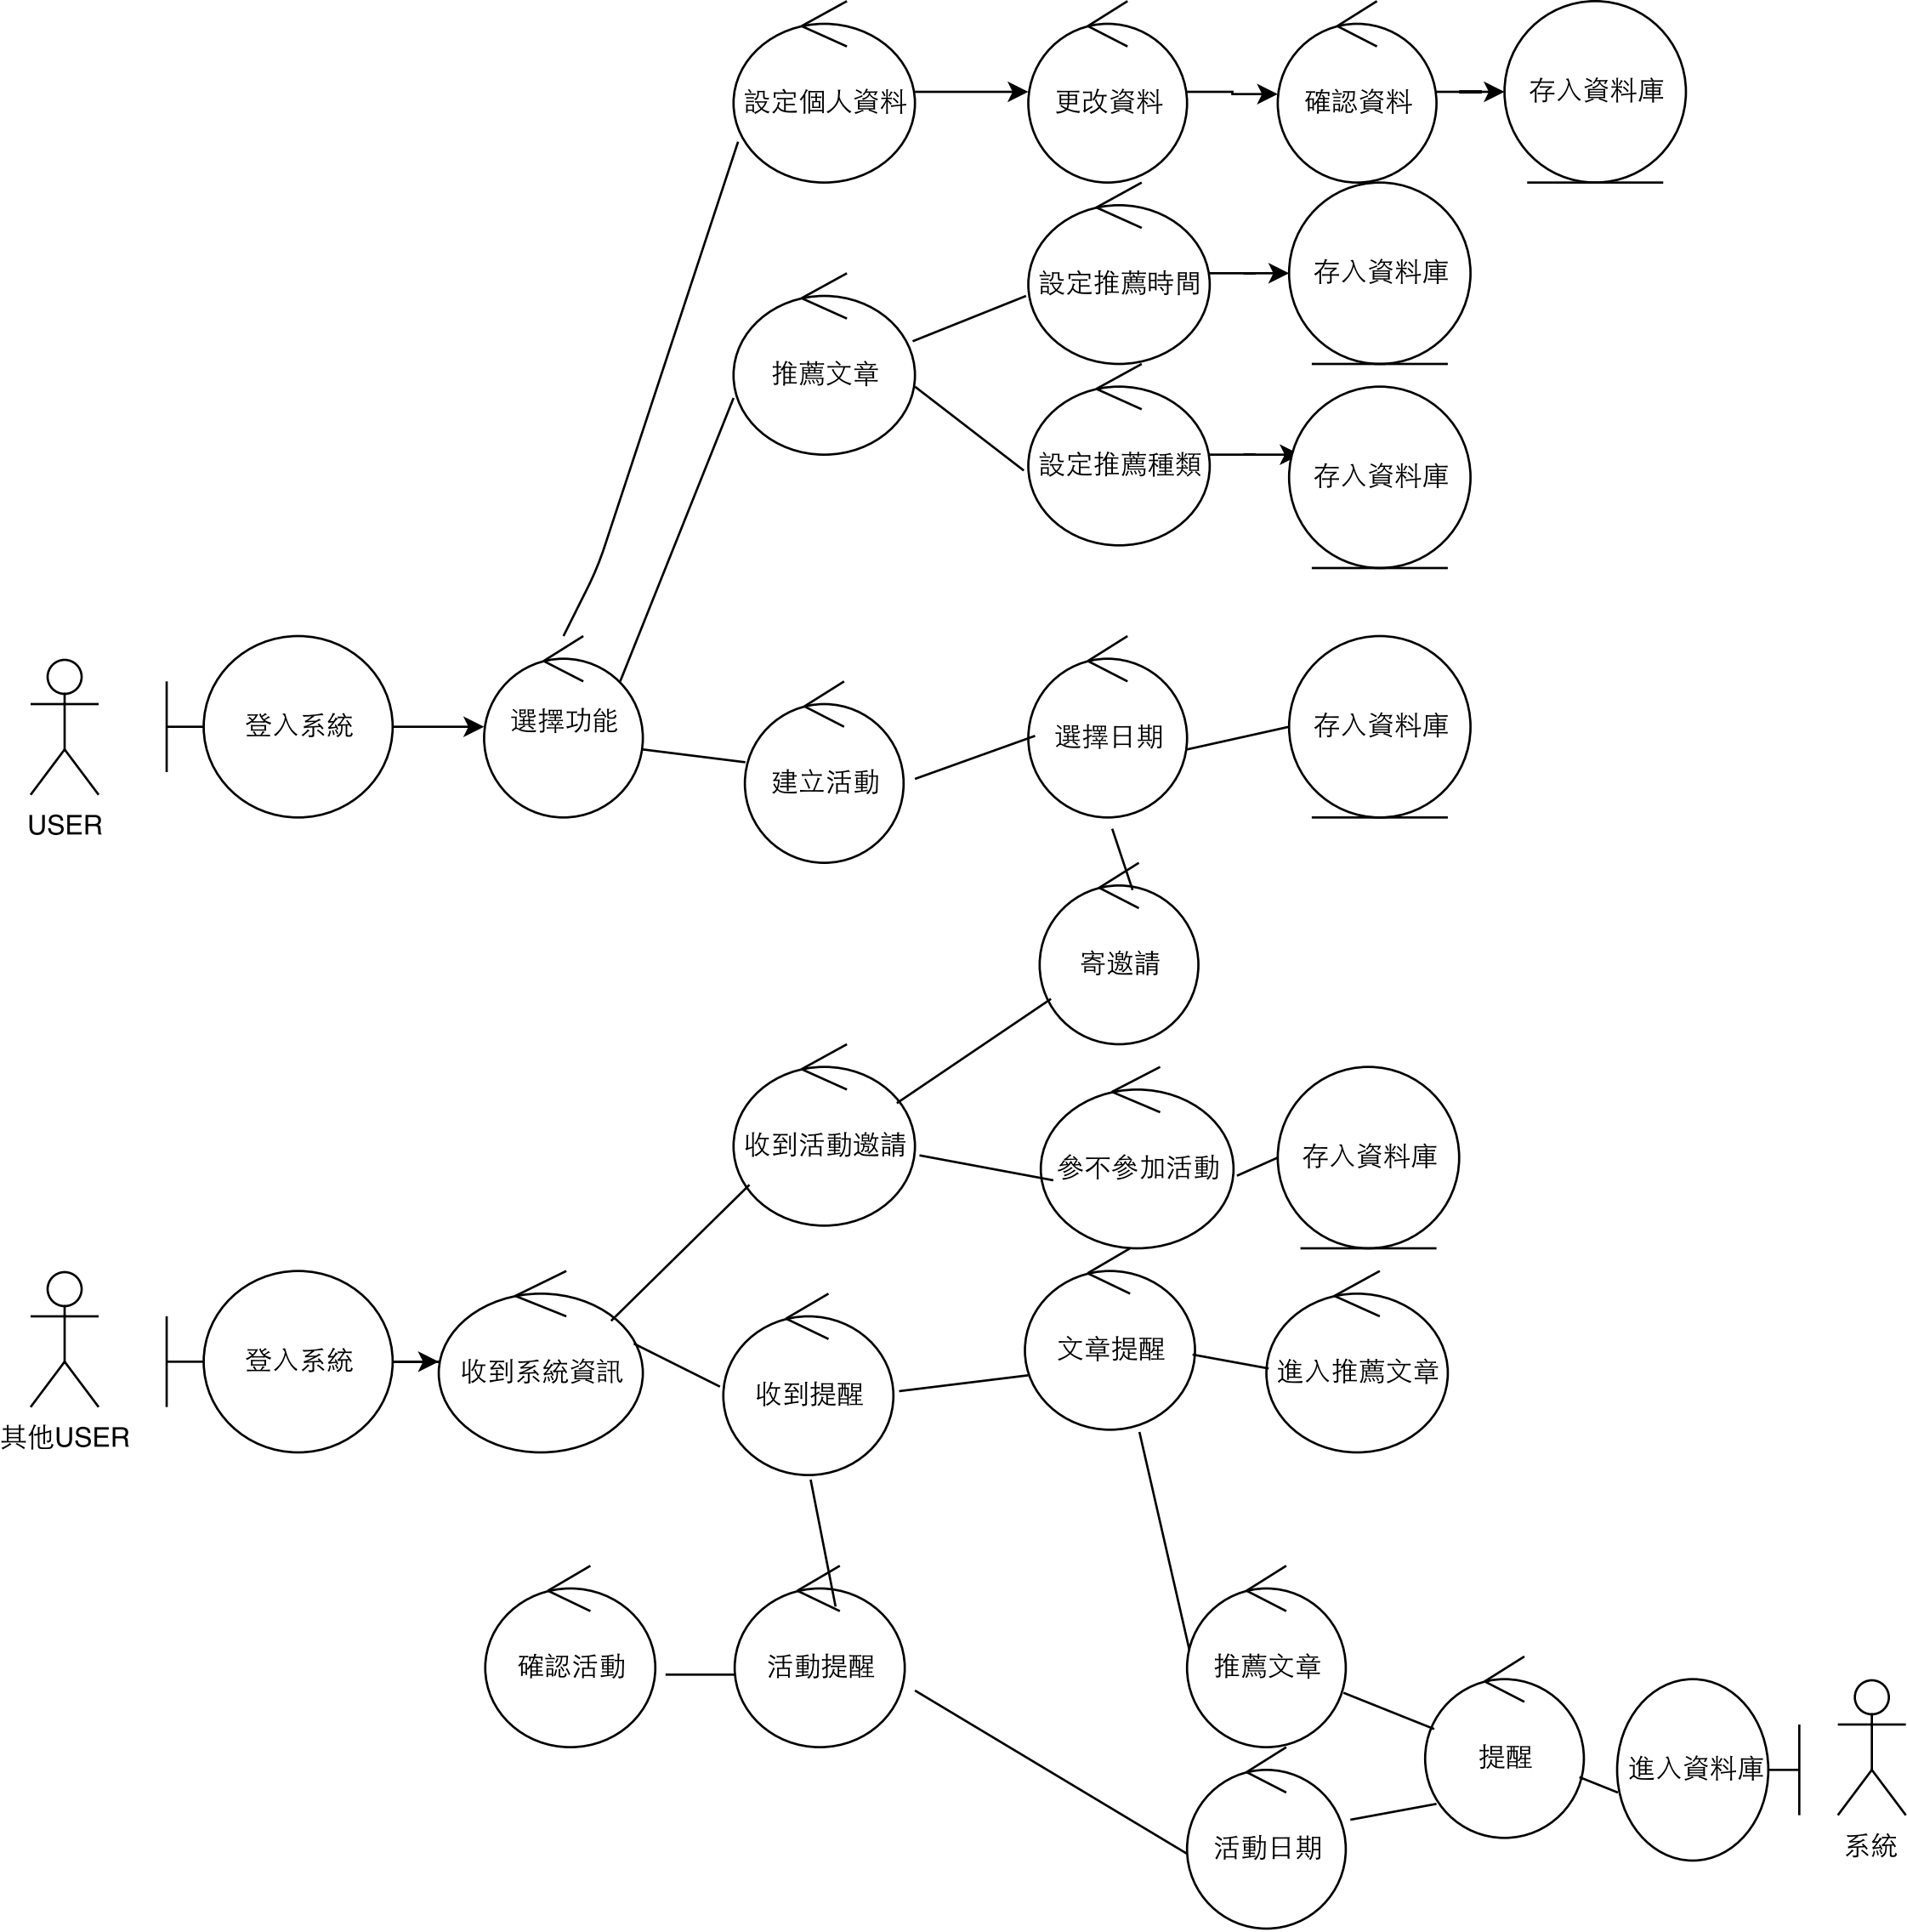 設定個人資料
更改資料
確認資料
存入資料庫
設定推薦時間
存入資料庫
推薦文章
設定推薦種類
存入資料庫
登入系統
選擇功能
選擇日期
存入資料庫
建立活動
USER
寄邀請
收到活動邀請
參不參加活動
存入資料庫
登入系統
收到系統資訊
收到提醒
文章提醒
進入推薦文章
其他USER
確認活動
活動提醒
推薦文章
提醒
進入資料庫
活動日期
系統